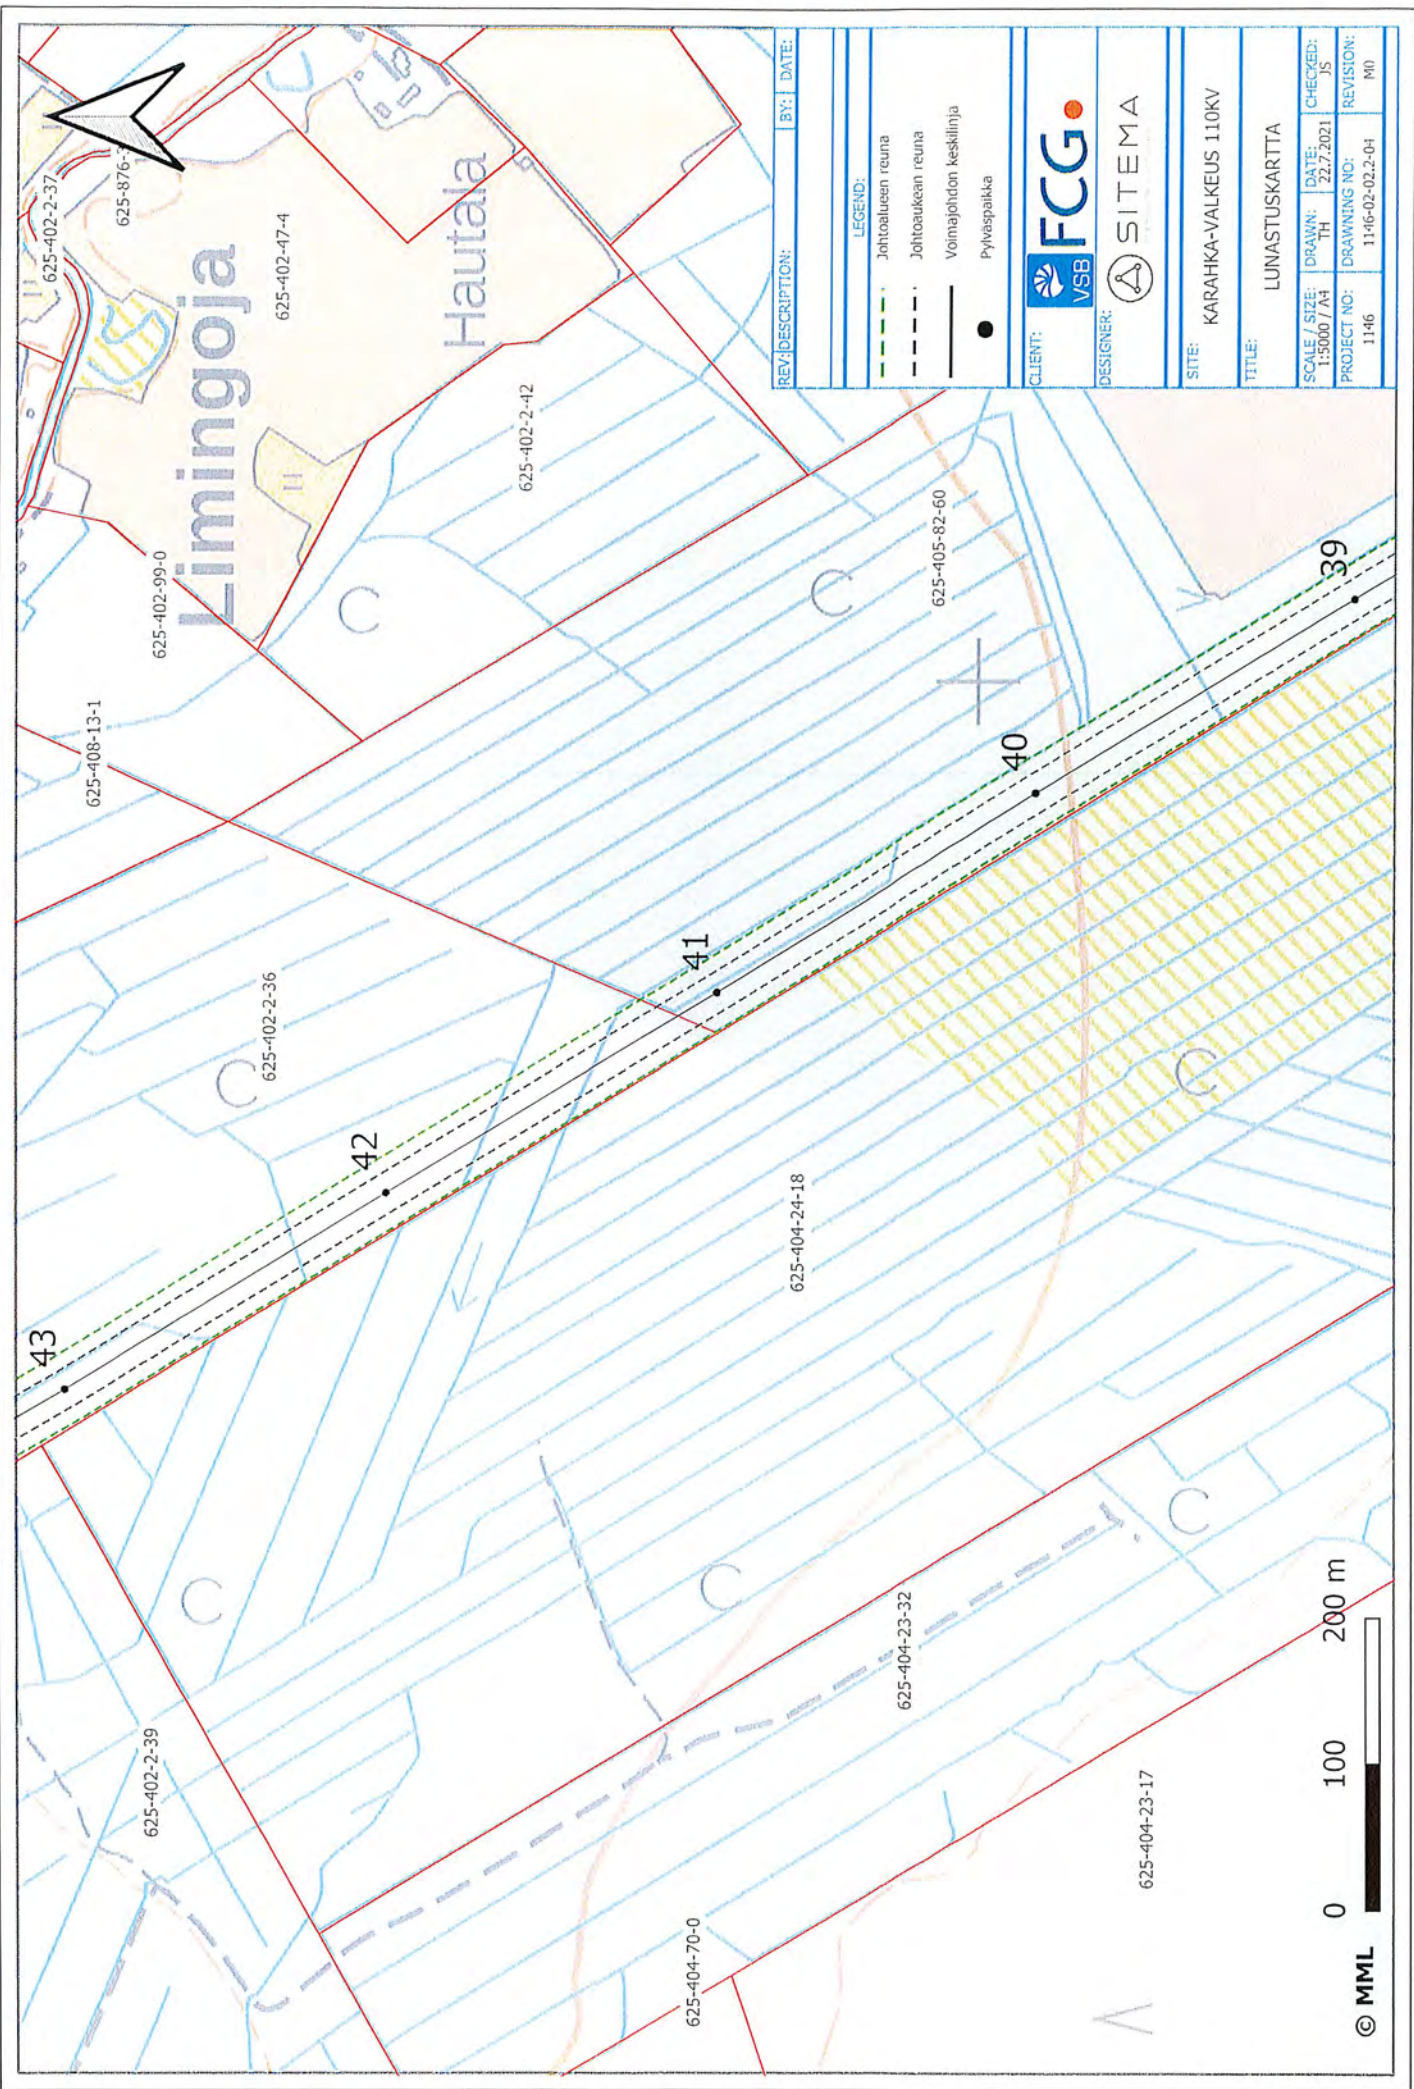 43
42
41
40
39
625-402-2-37
625-876-
625-402-47-4
Limingoja
Hautala
625-402-2-42
625-402-99-0
625-408-13-1
625-405-82-60
625-402-2-36
625-404-24-18
625-402-2-39
625-404-23-32
625-404-70-0
625-404-23-17
© MML
0 100 200 m
REV: DESCRIPTION: BY: DATE:
LEGEND:
Johtoalueen reuna
Johtoaukean reuna
Voimajohdon keskilinja
Pylväspaikka
CLIENT:
VSB FCG
DESIGNER:
SITEMA
SITE:
KARAHKA-VALKEUS 110KV
TITLE:
LUNASTUSKARTTA
SCALE / SIZE: DRAWN: DATE: CHECKED:
1:5000 / A4 TH 22.7.2021 JS
PROJECT NO: DRAWING NO: REVISION:
1146 1146-02-02.2-04 M0